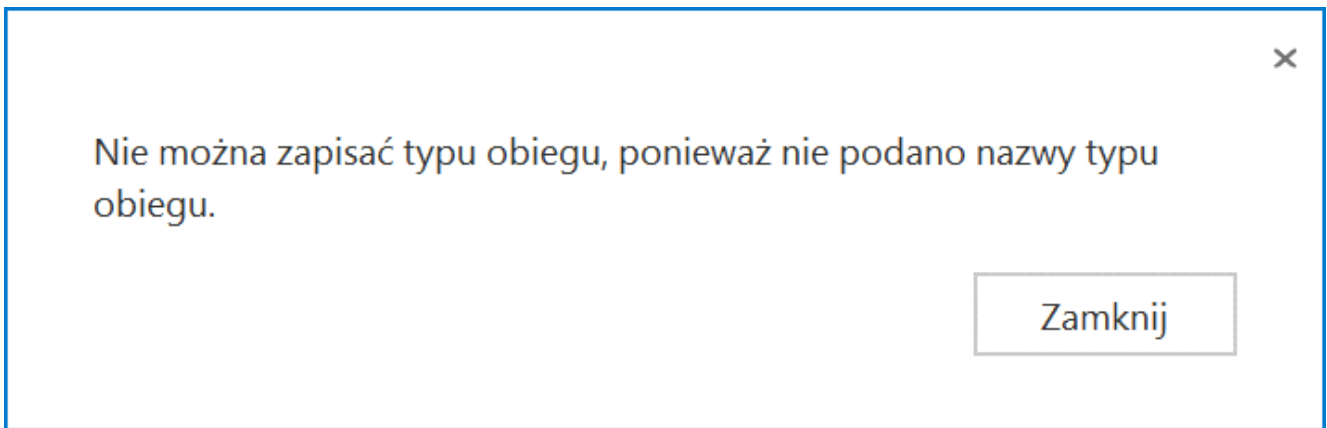 Nie można zapisać typu obiegu, ponieważ nie podano nazwy typu
obiegu.
Zamknij